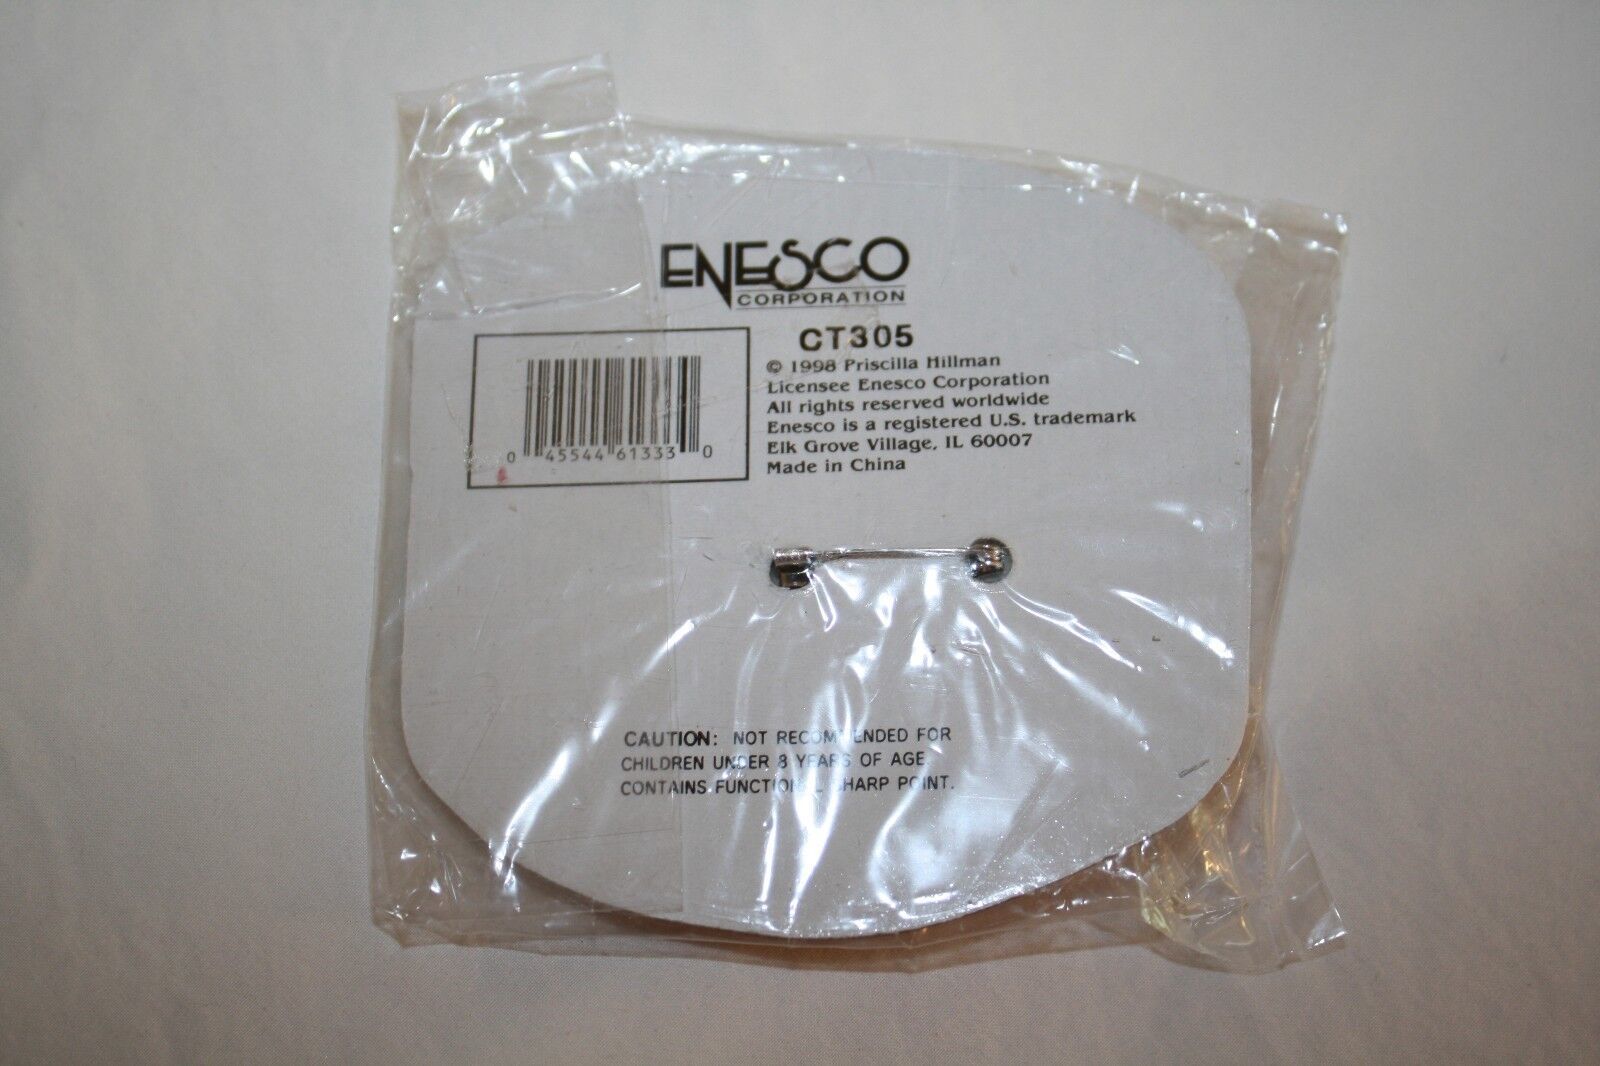 ENESCO
CORPORATION
CT305
© 1998 Priscilla Hillman
Licensee Enesco Corporation
All rights reserved worldwide
Enesco is a registered U.S. trademark
Elk Grove Village, IL 60007
Made in China
0 45544 61333 0
CAUTION: NOT RECOMMENDED FOR
CHILDREN UNDER 8 YEARS OF AGE.
CONTAINS FUNCTIONAL SHARP POINT.